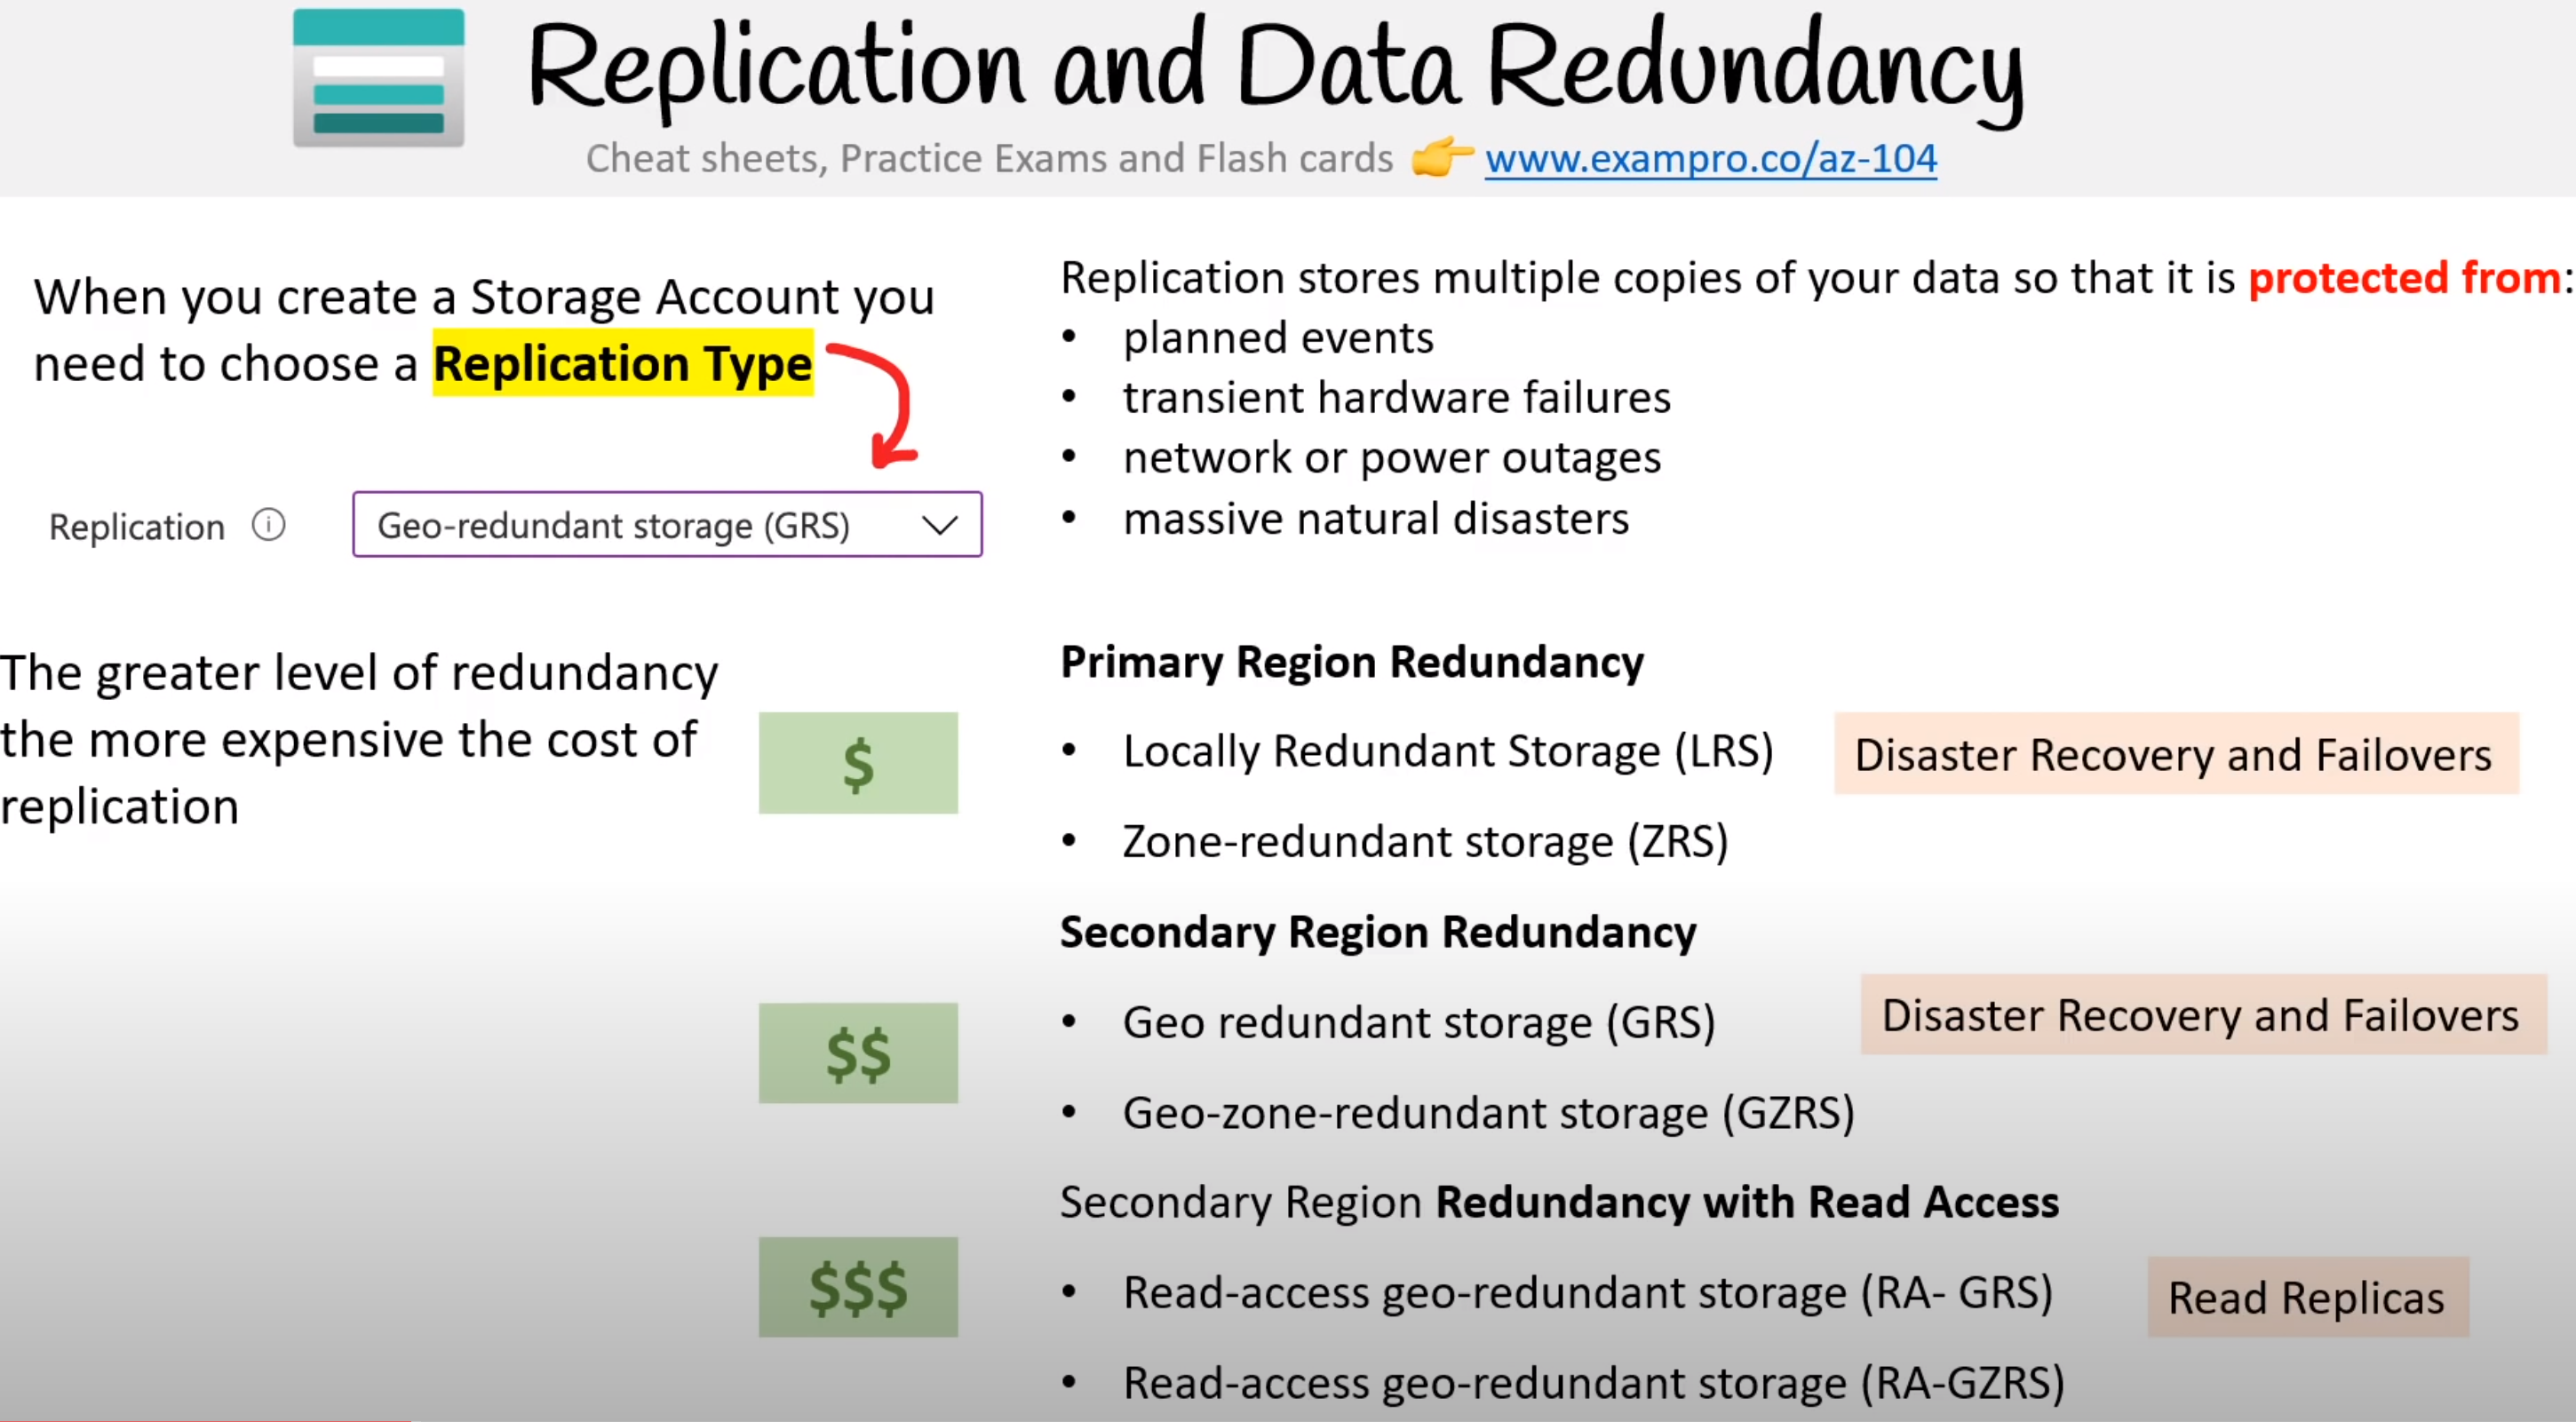 Replication and Data Redundancy
Cheat sheets, Practice Exams and Flash cards 👉 www.exampro.co/az-104
When you create a Storage Account you
need to choose a Replication Type
Replication ⓘ Geo-redundant storage (GRS)
The greater level of redundancy
the more expensive the cost of
replication
$
$$
$$$
Replication stores multiple copies of your data so that it is protected from:
• planned events
• transient hardware failures
• network or power outages
• massive natural disasters
Primary Region Redundancy
• Locally Redundant Storage (LRS)
Disaster Recovery and Failovers
• Zone-redundant storage (ZRS)
Secondary Region Redundancy
• Geo redundant storage (GRS)
Disaster Recovery and Failovers
• Geo-zone-redundant storage (GZRS)
Secondary Region Redundancy with Read Access
• Read-access geo-redundant storage (RA- GRS)
Read Replicas
• Read-access geo-redundant storage (RA-GZRS)